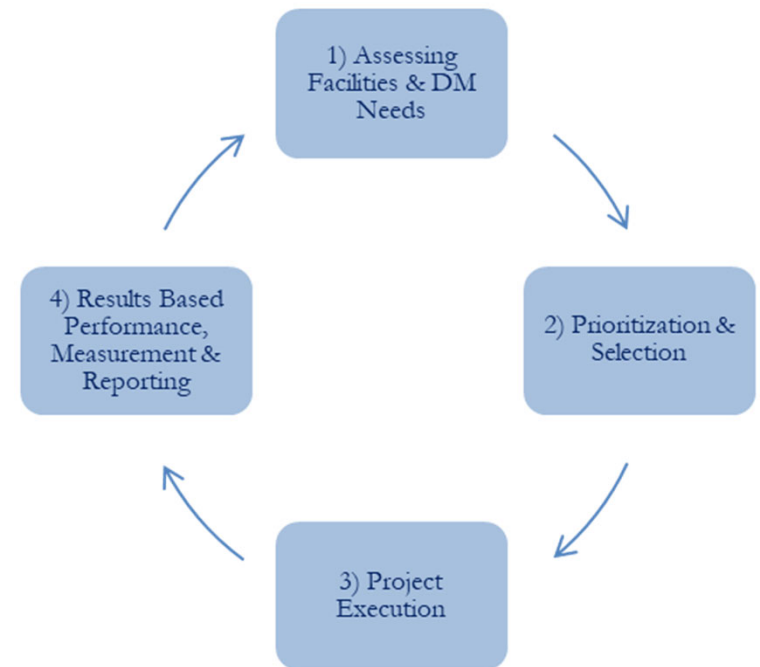 1) Assessing
Facilities & DM
Needs
2) Prioritization &
Selection
3) Project
Execution
4) Results Based
Performance,
Measurement &
Reporting